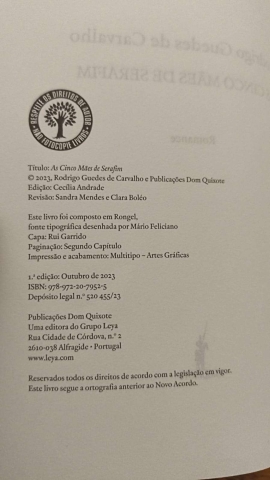 RESPEITE OS DIREITOS DE AUTOR
NÃO FOTOCOPIE LIVROS
Título: As Cinco Mães de Serafim
© 2023, Rodrigo Guedes de Carvalho e Publicações Dom Quixote
Edição: Cecília Andrade
Revisão: Sandra Mendes e Clara Boléo
Este livro foi composto em Rongel,
fonte tipográfica desenhada por Mário Feliciano
Capa: Rui Garrido
Paginação: Segundo Capítulo
Impressão e acabamento: Multitipo – Artes Gráficas
1.ª edição: Outubro de 2023
ISBN: 978-972-20-7952-5
Depósito legal n.º 520 455/23
Publicações Dom Quixote
Uma editora do Grupo Leya
Rua Cidade de Córdova, n.º 2
2610-038 Alfragide • Portugal
www.leya.com
Reservados todos os direitos de acordo com a legislação em vigor.
Este livro segue a ortografia anterior ao Novo Acordo.